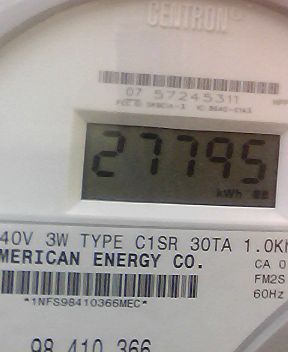 CENTRON®
07 57245311
27795
kWh
40V 3W TYPE C1SR 30TA 1.0Kh
MERICAN ENERGY CO.
CA 0
FM2S
60Hz
*1NFS98410366MEC*
98 410 366